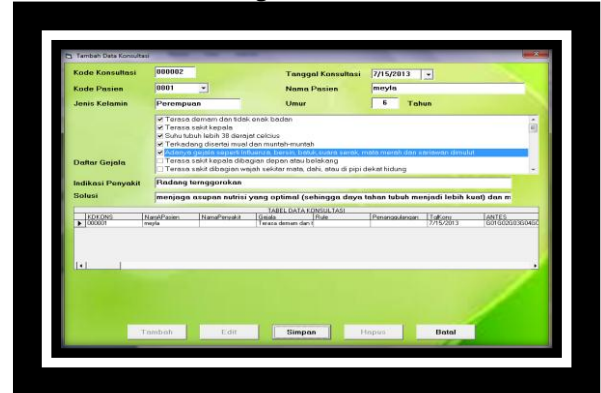 Tambah Data Konsultasi
Kode Konsultasi 000002 Tanggal Konsultasi 7/15/2013
Kode Pasien 0001 Nama Pasien meyla
Jenis Kelamin Perempuan Umur 6 Tahun
Terasa demam dan tidak enak badan
Terasa sakit kepala
Suhu tubuh lebih 38 derajat celcius
Terkadang disertai mual dan muntah-muntah
Adanya gejala seperti Influenza, bersin, batuk, suara serak, mata merah dan sariawan dimulut
Daftar Gejala
Terasa sakit kepala dibagian depan atau belakang
Terasa sakit dibagian wajah sekitar mata, dahi, atau di pipi dekat hidung
Indikasi Penyakit Radang ternggorokan
Solusi menjaga asupan nutrisi yang optimal (sehingga daya tahan tubuh menjadi lebih kuat) dan m
TABEL DATA KONSULTASI
KDKONS NamAPasien NamaPenyakit Gejala Rule Penanggulangan TglKons ANTES
000001 meyla Terasa demam dan t 7/15/2013
Tambah Edit Simpan Hapus Batal